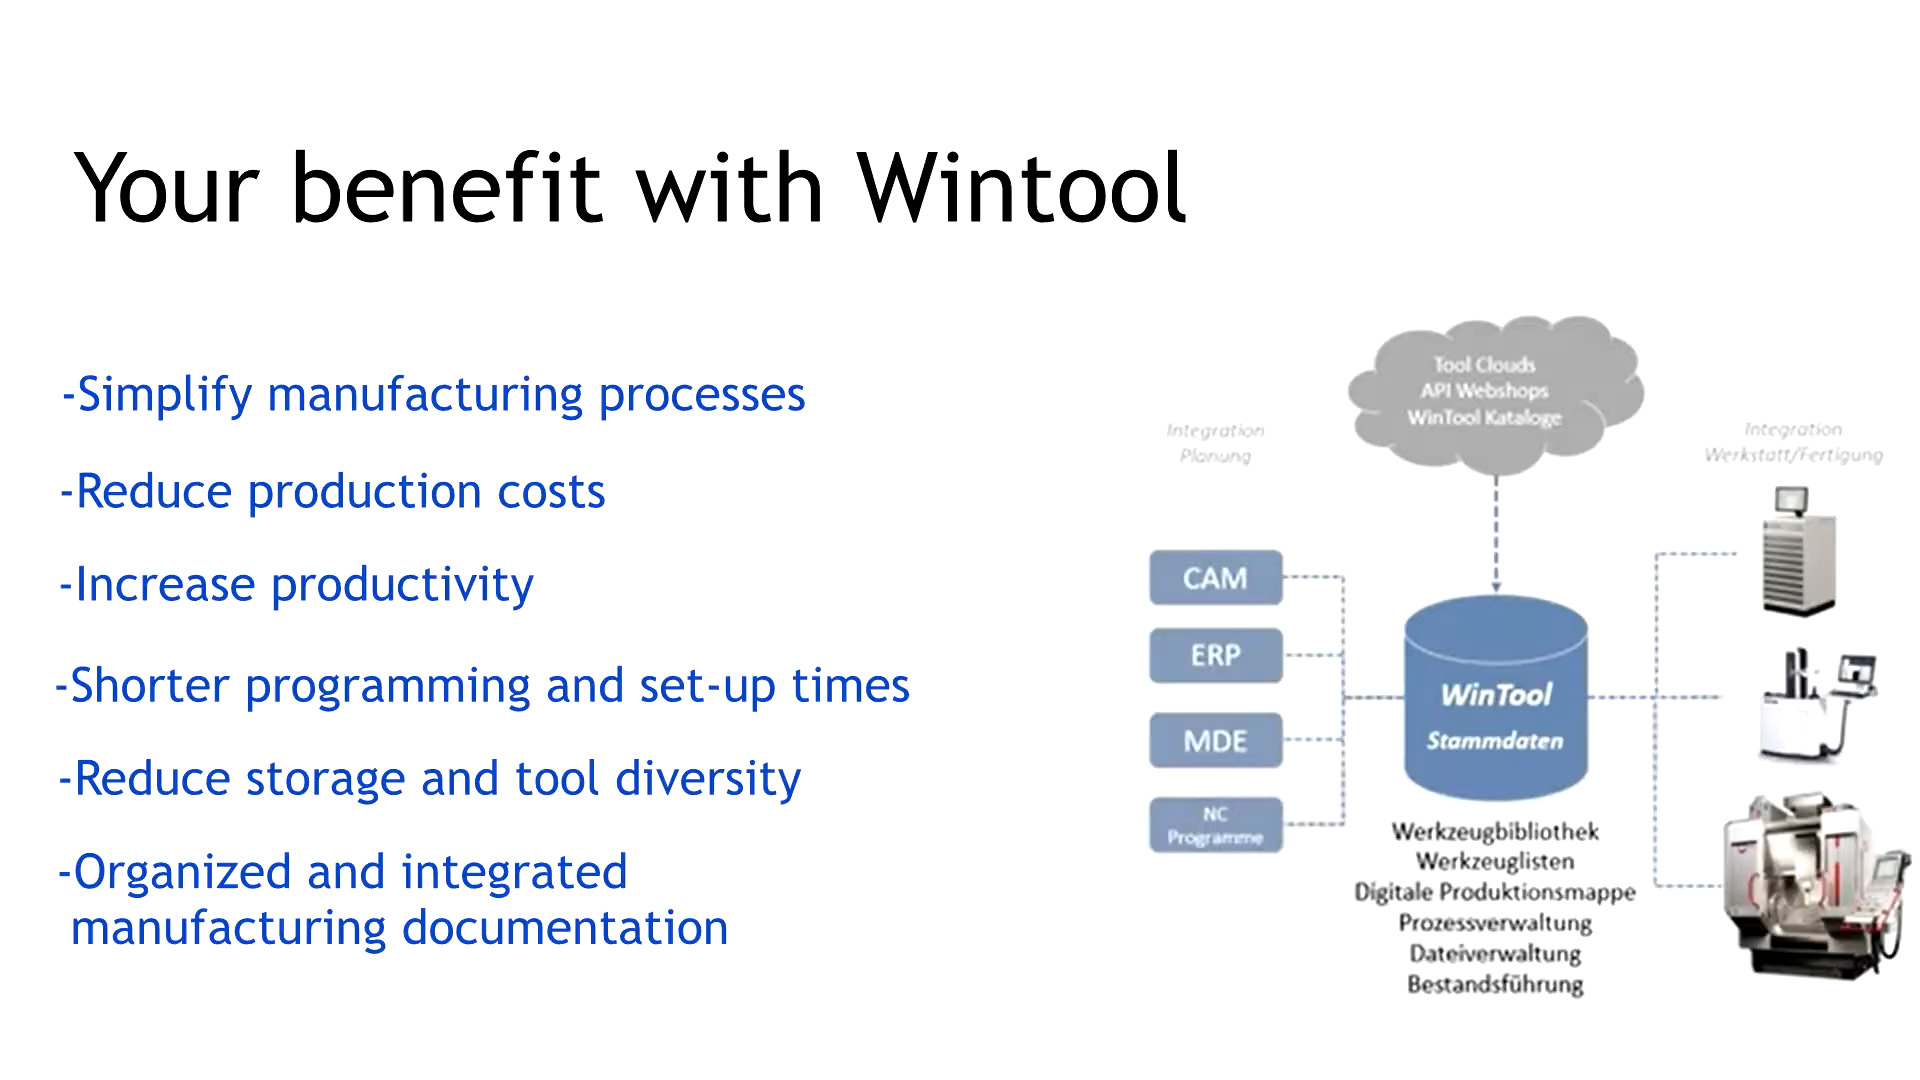 Your benefit with Wintool
-Simplify manufacturing processes
-Reduce production costs
-Increase productivity
-Shorter programming and set-up times
-Reduce storage and tool diversity
-Organized and integrated
manufacturing documentation
Tool Clouds
API Webshops
WinTool Kataloge
Integration
Planung
Integration
Werkstatt/Fertigung
CAM
ERP
MDE
NC
Programme
WinTool
Stammdaten
Werkzeugbibliothek
Werkzeuglisten
Digitale Produktionsmappe
Prozessverwaltung
Dateiverwaltung
Bestandsführung